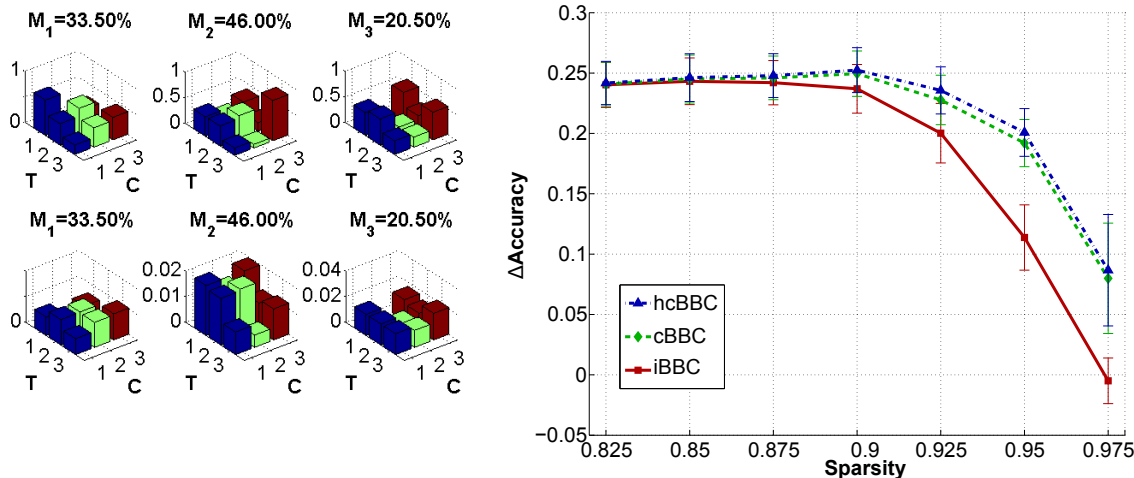 M1=33.50% M2=46.00% M3=20.50%
1 0.5 0 1 0.5 0 1 0.5 0
1 2 3 1 2 3 1 2 3 1 2 3 1 2 3 1 2 3
T C T C T C
M1=33.50% M2=46.00% M3=20.50%
0 0.02 0.01 0 0.04 0.02 0
1 2 3 1 2 3 1 2 3 1 2 3 1 2 3 1 2 3
T C T C T C
0.3
0.25
0.2
0.15
0.1
0.05
0
−0.05
ΔAccuracy
hcBBC
cBBC
iBBC
0.825 0.85 0.875 0.9 0.925 0.95 0.975
Sparsity